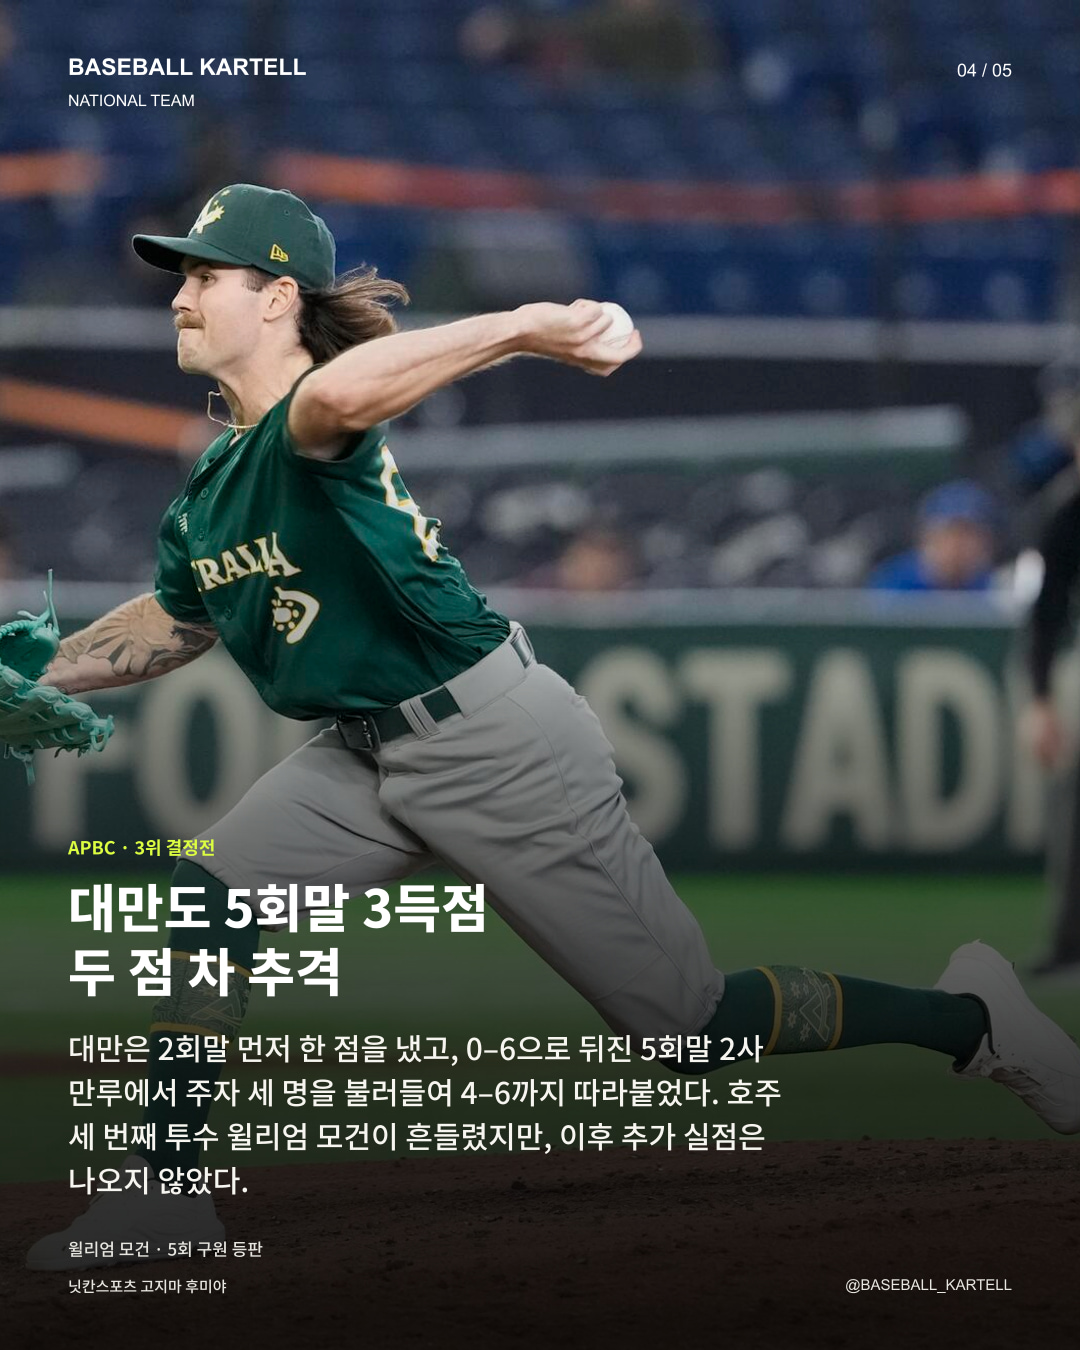 BASEBALL KARTELL
NATIONAL TEAM
04 / 05
TRALIA
FO STAD
APBC · 3위 결정전
대만도 5회말 3득점
두 점 차 추격
대만은 2회말 먼저 한 점을 냈고, 0–6으로 뒤진 5회말 2사
만루에서 주자 세 명을 불러들여 4–6까지 따라붙었다. 호주
세 번째 투수 윌리엄 모건이 흔들렸지만, 이후 추가 실점은
나오지 않았다.
윌리엄 모건 · 5회 구원 등판
닛칸스포츠 고지마 후미야
@BASEBALL_KARTELL